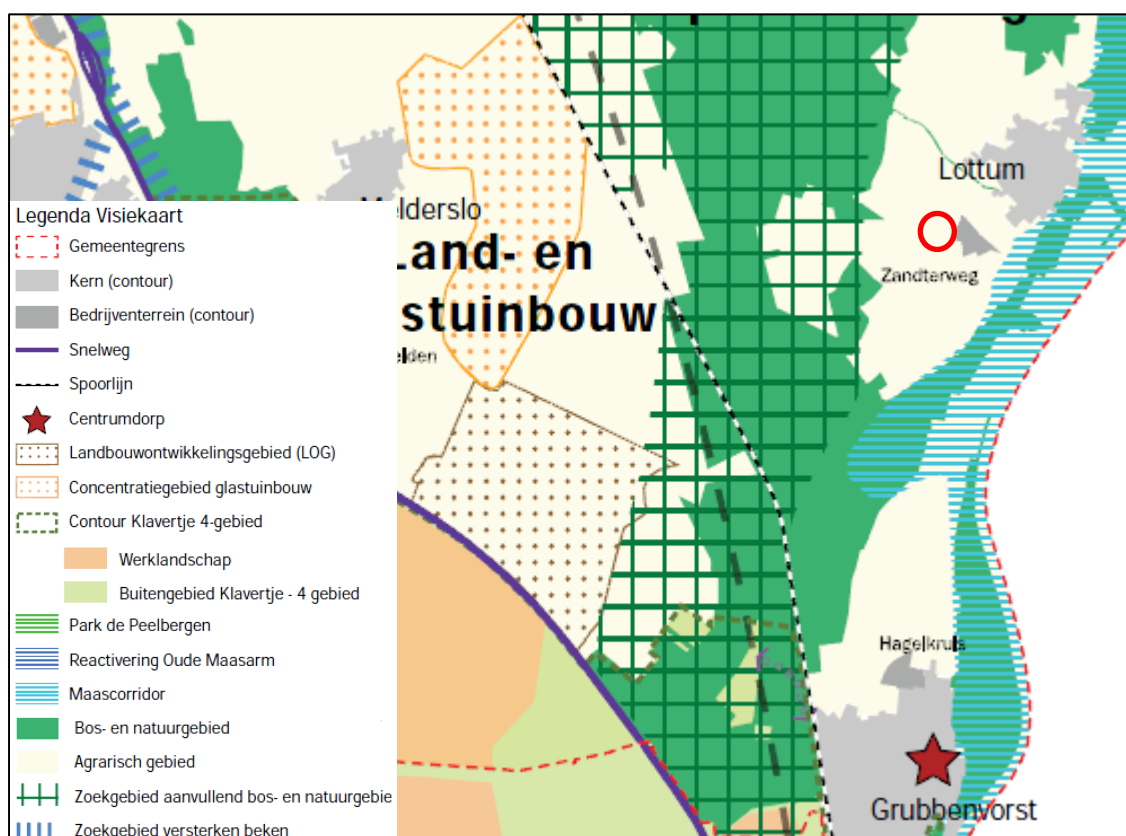 Lottum
Melderslo
Legenda Visiekaart
Gemeentegrens
Kern (contour)
Bedrijventerrein (contour)
Snelweg
Spoorlijn
Centrumdorp
Landbouwontwikkelingsgebied (LOG)
Concentratiegebied glastuinbouw
Contour Klavertje 4-gebied
Werklandschap
Buitengebied Klavertje - 4 gebied
Park de Peelbergen
Reactivering Oude Maasarm
Maascorridor
Bos- en natuurgebied
Agrarisch gebied
Zoekgebied aanvullend bos- en natuurgebie
Zoekgebied versterken beken
Land- en
stuinbouw
elden
Zandterweg
Hagelkruis
Grubbenvorst